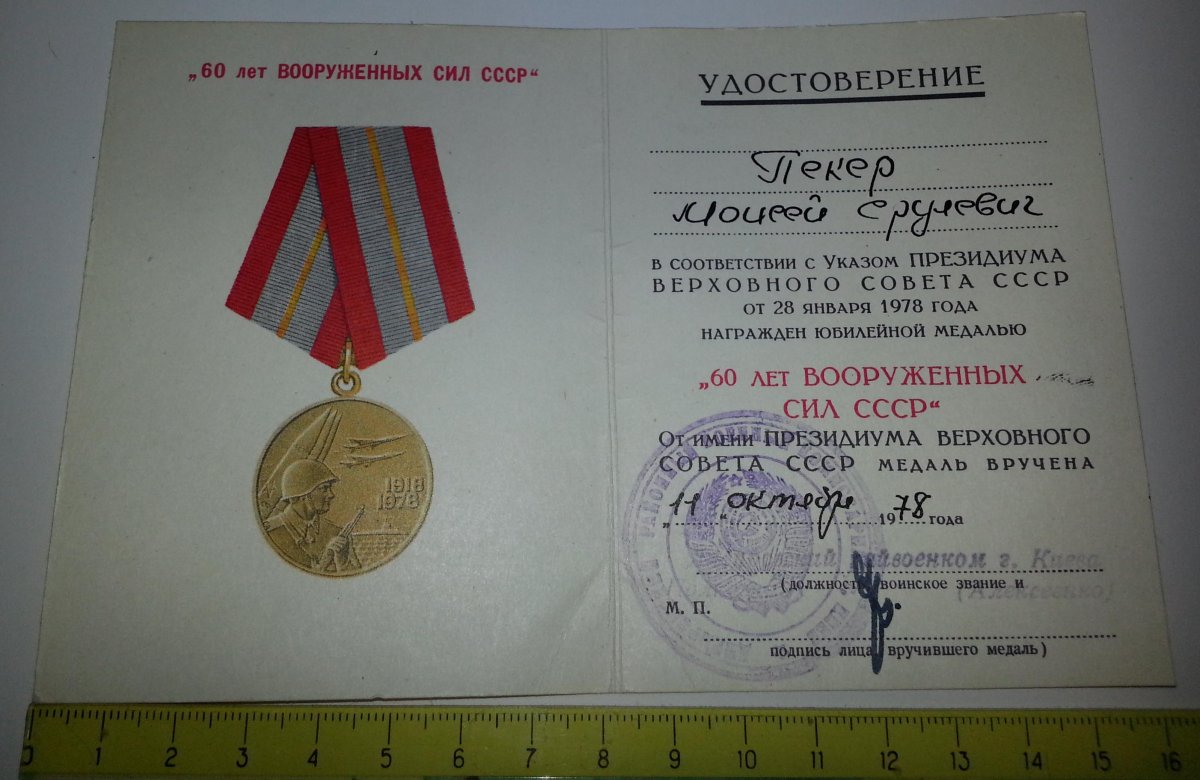 „60 лет ВООРУЖЕННЫХ СИЛ СССР“
1918
1978
УДОСТОВЕРЕНИЕ
Пекер
Моисей Срулевич
В СООТВЕТСТВИИ С УКАЗОМ ПРЕЗИДИУМА
ВЕРХОВНОГО СОВЕТА СССР
ОТ 28 ЯНВАРЯ 1978 ГОДА
НАГРАЖДЕН ЮБИЛЕЙНОЙ МЕДАЛЬЮ
„60 ЛЕТ ВООРУЖЕННЫХ
СИЛ СССР“
ОТ ИМЕНИ ПРЕЗИДИУМА ВЕРХОВНОГО
СОВЕТА СССР МЕДАЛЬ ВРУЧЕНА
„11“ октября 1978 года
райвоенком г. Киева
(должность, воинское звание и
(Алексеенко)
М. П.
подпись лица, вручившего медаль)
0 1 2 3 4 5 6 7 8 9 10 11 12 13 14 15 16